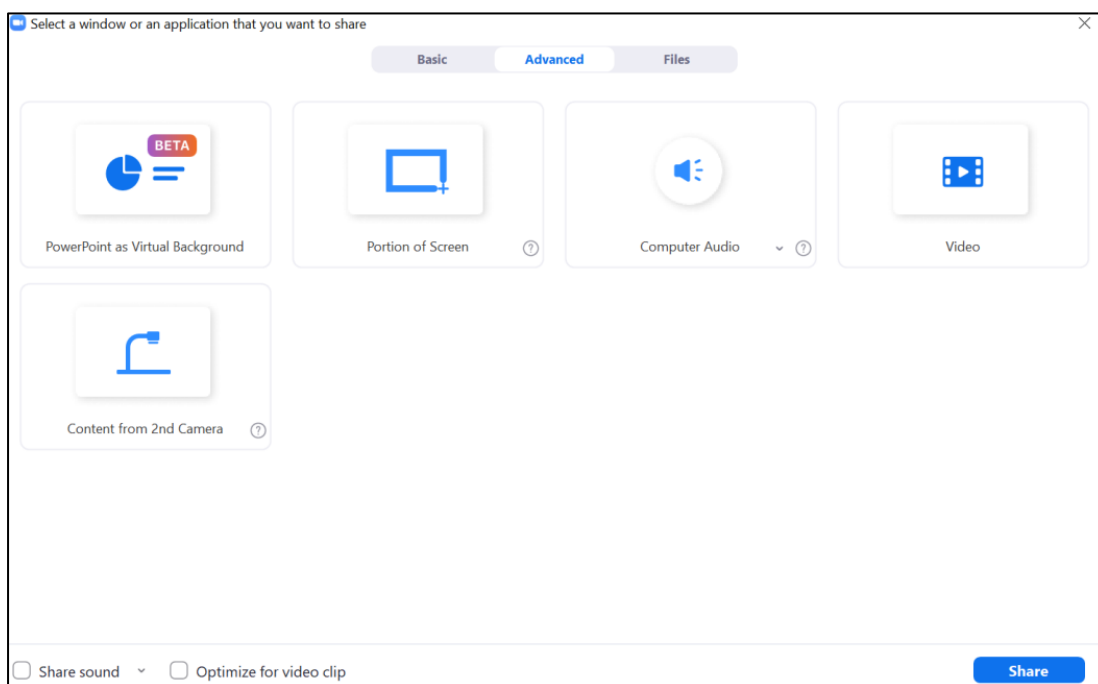 Select a window or an application that you want to share
Basic Advanced Files
BETA
PowerPoint as Virtual Background
Portion of Screen ?
Computer Audio ?
Video
Content from 2nd Camera ?
Share sound Optimize for video clip Share